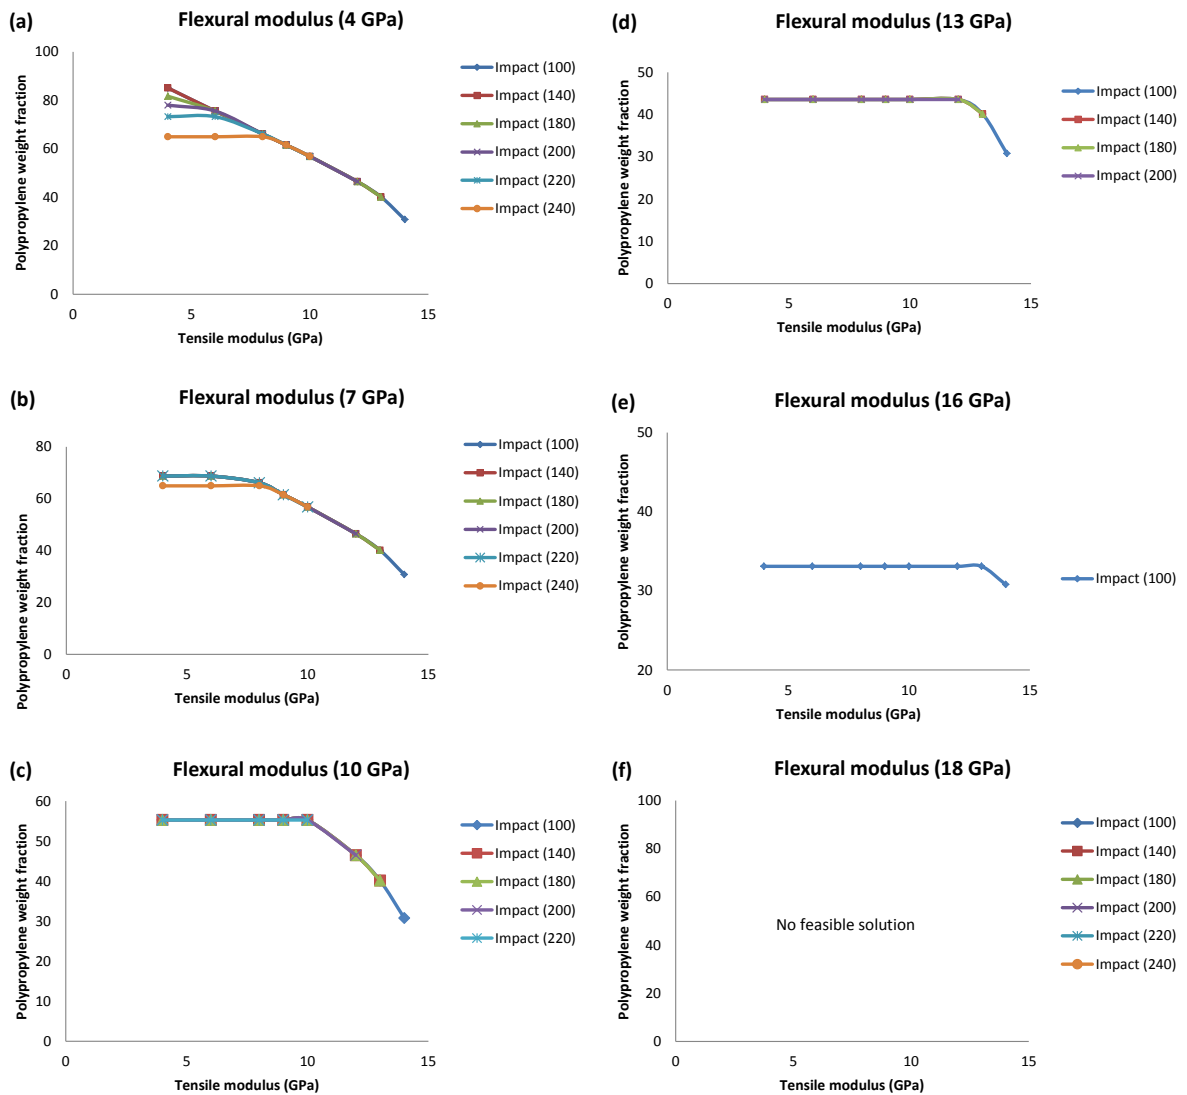 (a)
Flexural modulus (4 GPa)
Polypropylene weight fraction
100
80
60
40
20
0
0
5
10
15
Tensile modulus (GPa)
Impact (100)
Impact (140)
Impact (180)
Impact (200)
Impact (220)
Impact (240)
(b)
Flexural modulus (7 GPa)
Polypropylene weight fraction
80
60
40
20
0
0
5
10
15
Tensile modulus (GPa)
Impact (100)
Impact (140)
Impact (180)
Impact (200)
Impact (220)
Impact (240)
(c)
Flexural modulus (10 GPa)
Polypropylene weight fraction
60
50
40
30
20
10
0
0
5
10
15
Tensile modulus (GPa)
Impact (100)
Impact (140)
Impact (180)
Impact (200)
Impact (220)
(d)
Flexural modulus (13 GPa)
Polypropylene weight fraction
50
40
30
20
10
0
0
5
10
15
Tensile modulus (GPa)
Impact (100)
Impact (140)
Impact (180)
Impact (200)
(e)
Flexural modulus (16 GPa)
Polypropylene weight fraction
50
40
30
20
0
5
10
15
Tensile modulus (GPa)
Impact (100)
(f)
Flexural modulus (18 GPa)
Polypropylene weight fraction
100
80
60
40
20
0
0
5
10
15
Tensile modulus (GPa)
No feasible solution
Impact (100)
Impact (140)
Impact (180)
Impact (200)
Impact (220)
Impact (240)